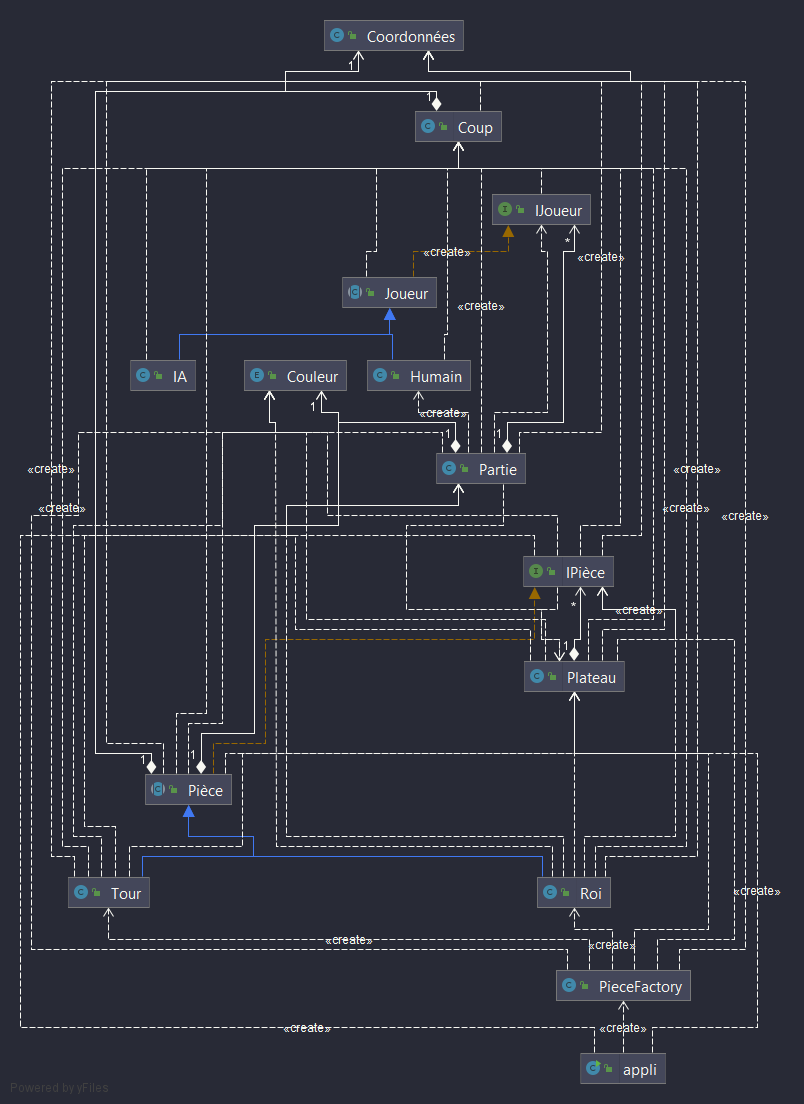 Coordonnées
1
1
Coup
IJoueur
*
«create»
«create»
Joueur
«create»
IA
Couleur
Humain
1
«create»
1
1
Partie
«create»
«create»
«create»
«create»
«create»
IPièce
*
«create»
1
Plateau
1
1
Pièce
Tour
Roi
«create»
«create»
«create»
PieceFactory
«create»
«create»
appli
Powered by yFiles